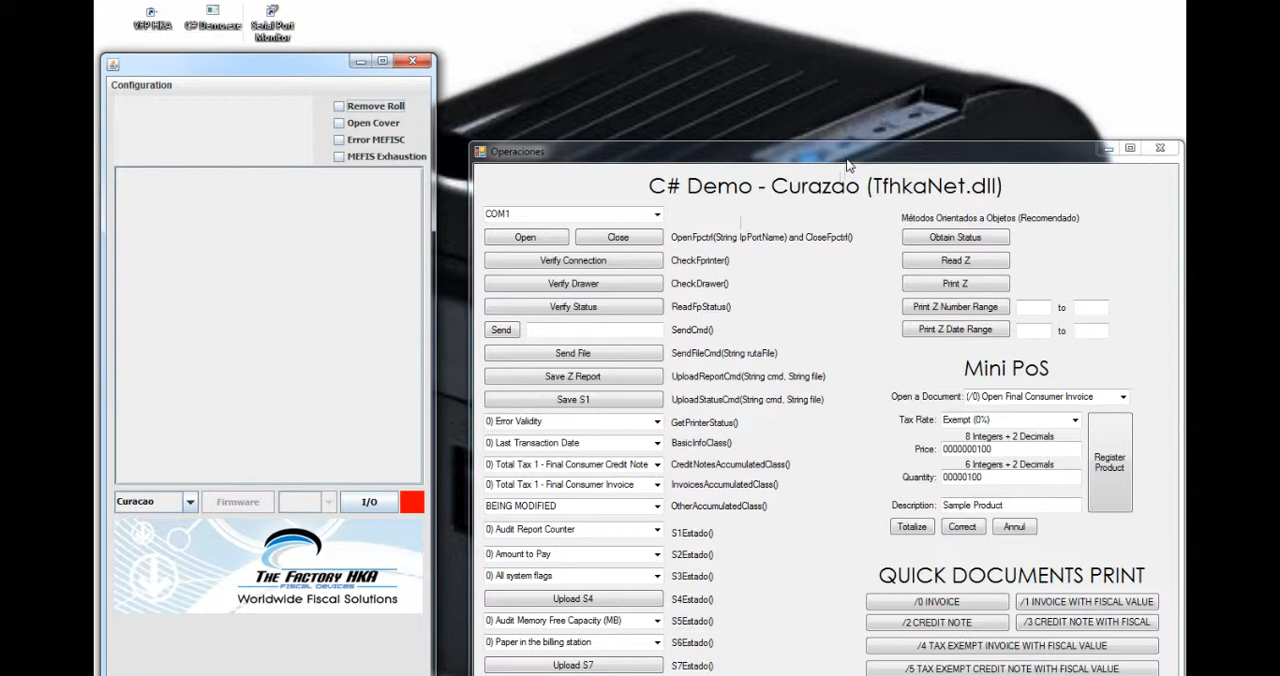 VFP HKA
C# Demo.exe
Serial Port
Monitor
Configuration
Remove Roll
Open Cover
Error MEFISC
MEFIS Exhaustion
Curacao
Firmware
I/O
THE FACTORY HKA
FISCAL DEVICES
Worldwide Fiscal Solutions
Operaciones
C# Demo - Curazao (TfhkaNet.dll)
COM1
Open
Close
OpenFpctrl(String lpPortName) and CloseFpctrl()
Verify Connection
CheckFprinter()
Verify Drawer
CheckDrawer()
Verify Status
ReadFpStatus()
Send
SendCmd()
Send File
SendFileCmd(String rutaFile)
Save Z Report
UploadReportCmd(String cmd, String file)
Save S1
UploadStatusCmd(String cmd, String file)
0) Error Validity
GetPrinterStatus()
0) Last Transaction Date
BasicInfoClass()
0) Total Tax 1 - Final Consumer Credit Note
CreditNotesAccumulatedClass()
0) Total Tax 1 - Final Consumer Invoice
InvoicesAccumulatedClass()
BEING MODIFIED
OtherAccumulatedClass()
0) Audit Report Counter
S1Estado()
0) Amount to Pay
S2Estado()
0) All system flags
S3Estado()
Upload S4
S4Estado()
0) Audit Memory Free Capacity (MB)
S5Estado()
0) Paper in the billing station
S6Estado()
Upload S7
S7Estado()
Métodos Orientados a Objetos (Recomendado)
Obtain Status
Read Z
Print Z
Print Z Number Range
to
Print Z Date Range
to
Mini PoS
Open a Document: (/0) Open Final Consumer Invoice
Tax Rate: Exempt (0%)
8 Integers + 2 Decimals
Price: 0000000100
6 Integers + 2 Decimals
Quantity: 00000100
Register
Product
Description: Sample Product
Totalize
Correct
Annul
QUICK DOCUMENTS PRINT
/0 INVOICE
/1 INVOICE WITH FISCAL VALUE
/2 CREDIT NOTE
/3 CREDIT NOTE WITH FISCAL
/4 TAX EXEMPT INVOICE WITH FISCAL VALUE
/5 TAX EXEMPT CREDIT NOTE WITH FISCAL VALUE